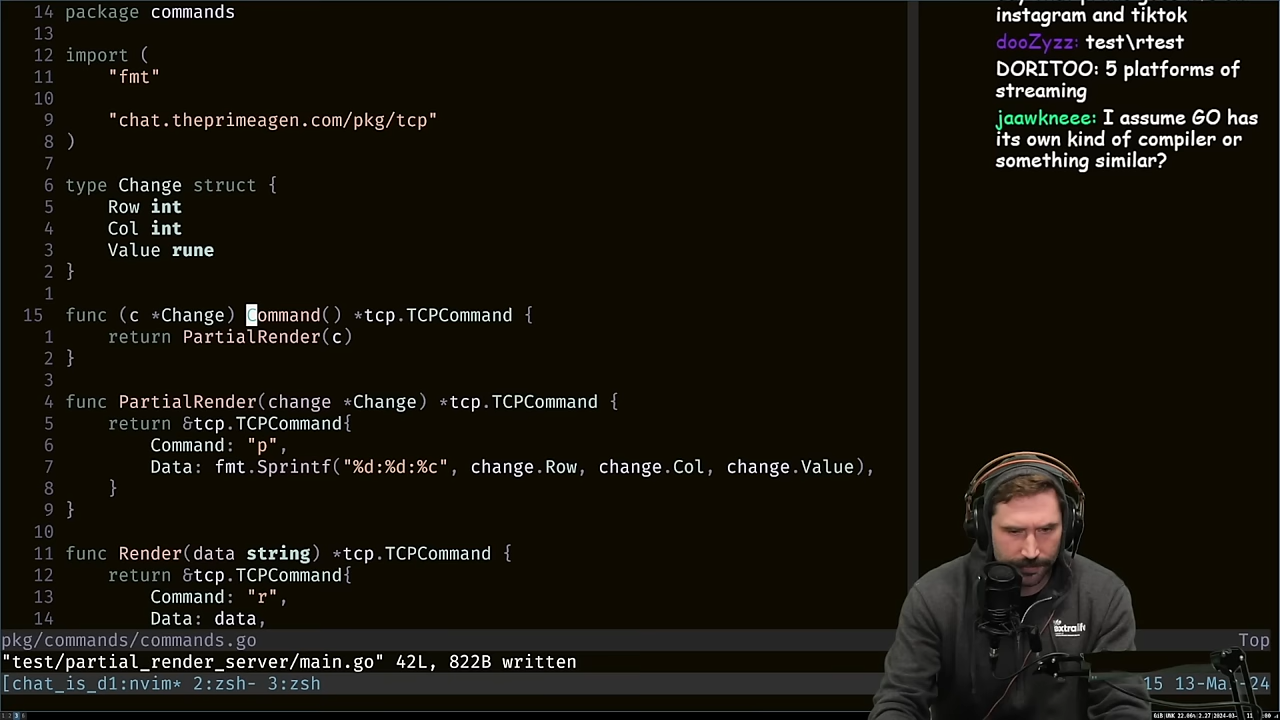 14 package commands
13
12 import (
11 "fmt"
10
9 "chat.theprimeagen.com/pkg/tcp"
8 )
7
6 type Change struct {
5 Row int
4 Col int
3 Value rune
2 }
1
15 func (c *Change) Command() *tcp.TCPCommand {
1 return PartialRender(c)
2 }
3
4 func PartialRender(change *Change) *tcp.TCPCommand {
5 return &tcp.TCPCommand{
6 Command: "p",
7 Data: fmt.Sprintf("%d:%d:%c", change.Row, change.Col, change.Value),
8 }
9 }
10
11 func Render(data string) *tcp.TCPCommand {
12 return &tcp.TCPCommand{
13 Command: "r",
14 Data: data,
pkg/commands/commands.go Top
"test/partial_render_server/main.go" 42L, 822B written
[chat_is_d1:nvim* 2:zsh- 3:zsh 15 13-Mar-24
instagram and tiktok
dooZyzz: test\rtest
DORITOO: 5 platforms of
streaming
jaawkneee: I assume GO has
its own kind of compiler or
something similar?
extralife